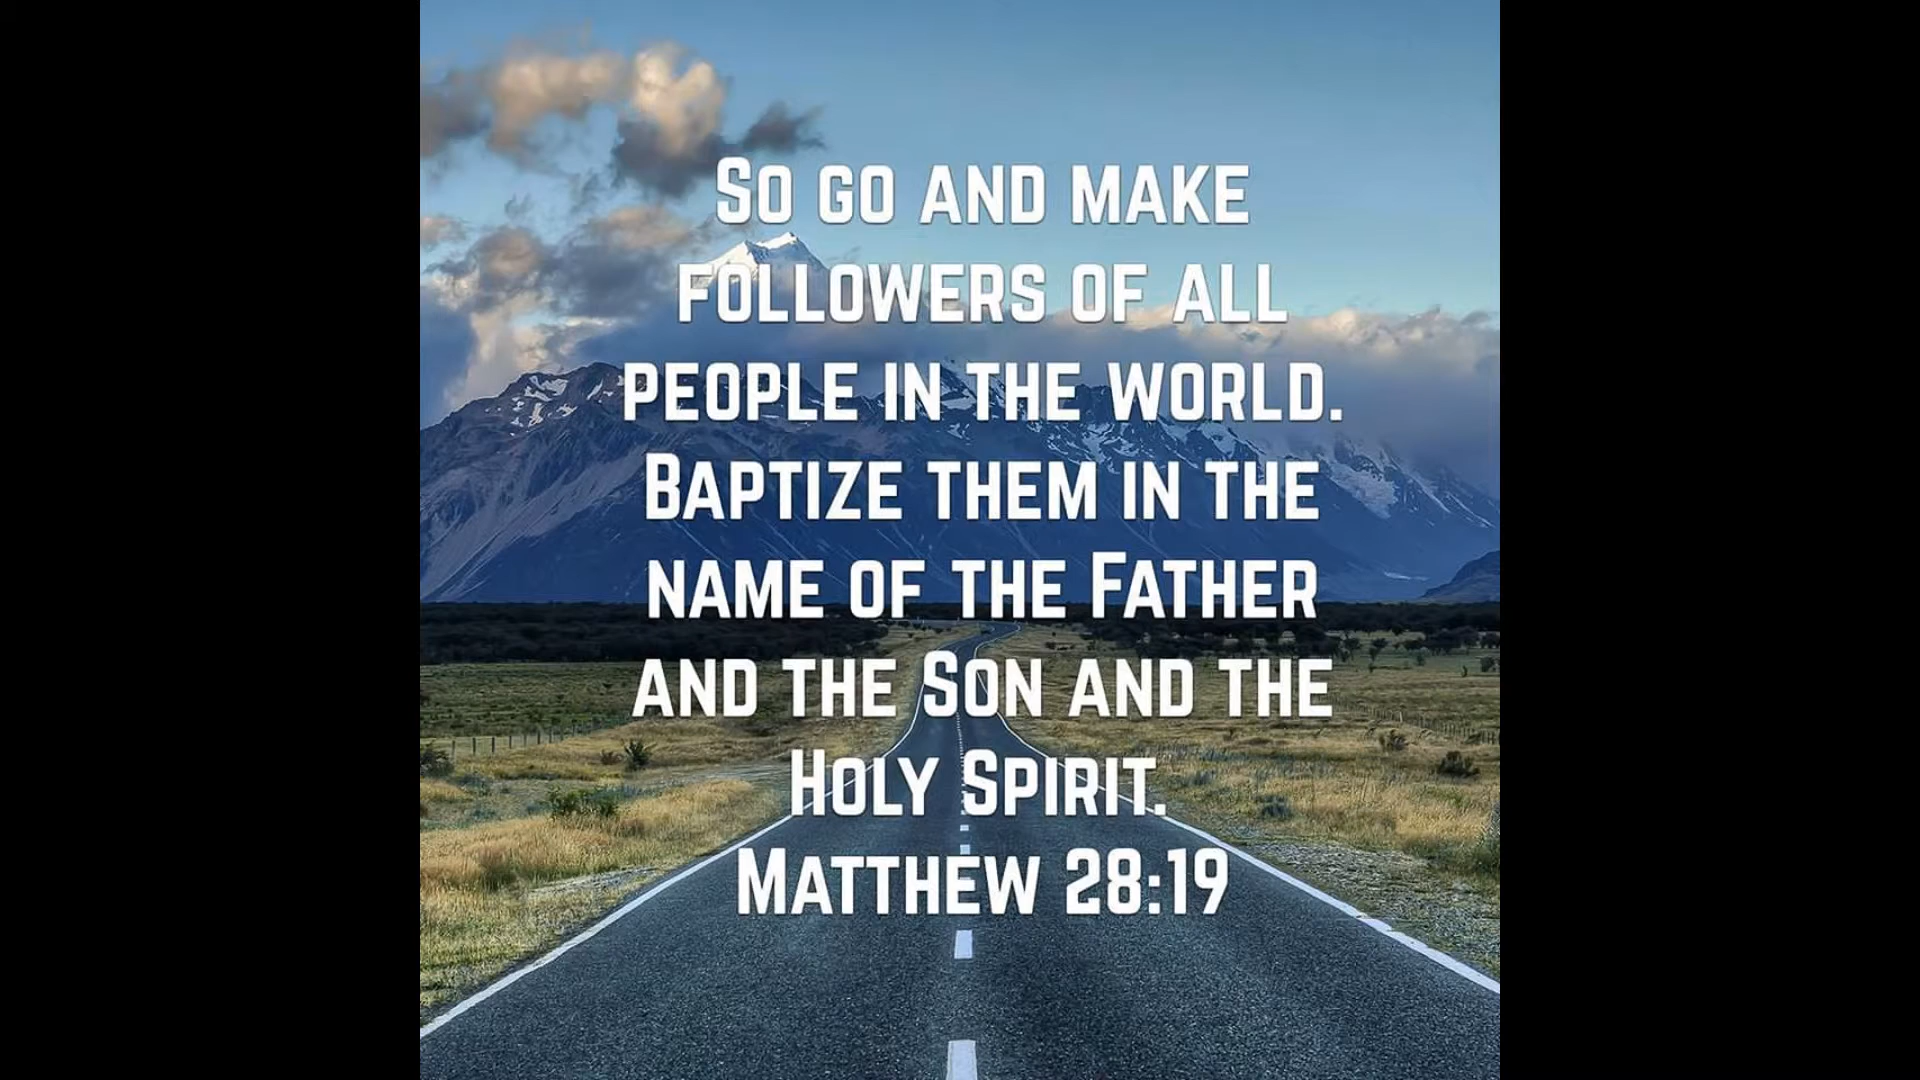 So go and make
followers of all
people in the world.
Baptize them in the
name of the Father
and the Son and the
Holy Spirit.
Matthew 28:19